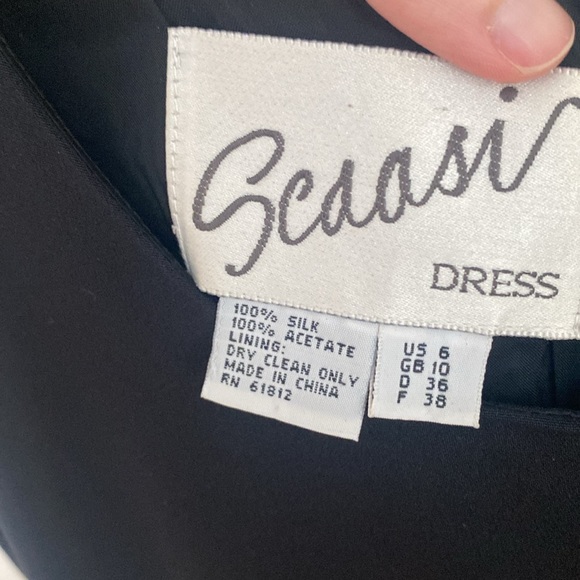 Scaasi
DRESS
100% SILK
100% ACETATE
LINING:
DRY CLEAN ONLY
MADE IN CHINA
RN 61812
US 6
GB 10
D 36
F 38